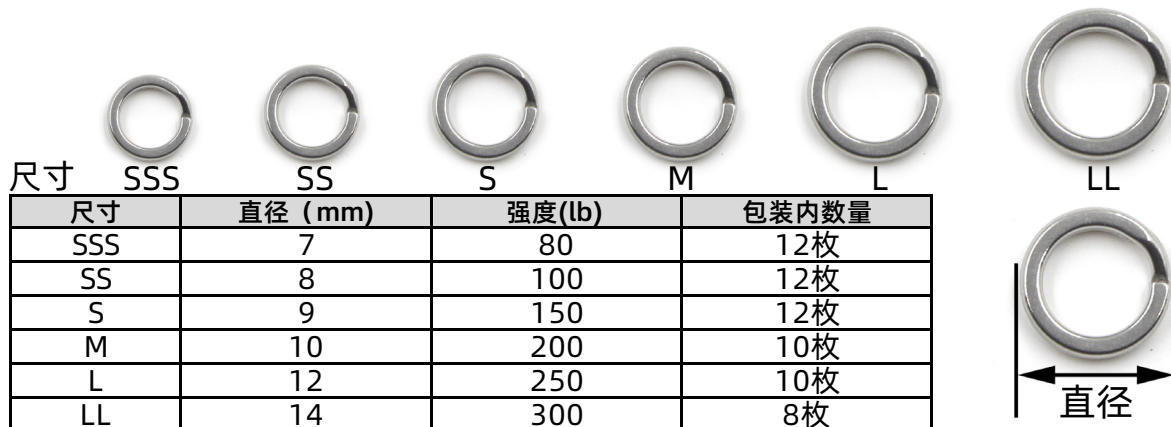 尺寸 SSS SS S M L LL
尺寸 直径（mm) 强度(lb) 包装内数量
SSS 7 80 12枚
SS 8 100 12枚
S 9 150 12枚
M 10 200 10枚
L 12 250 10枚
LL 14 300 8枚
直径